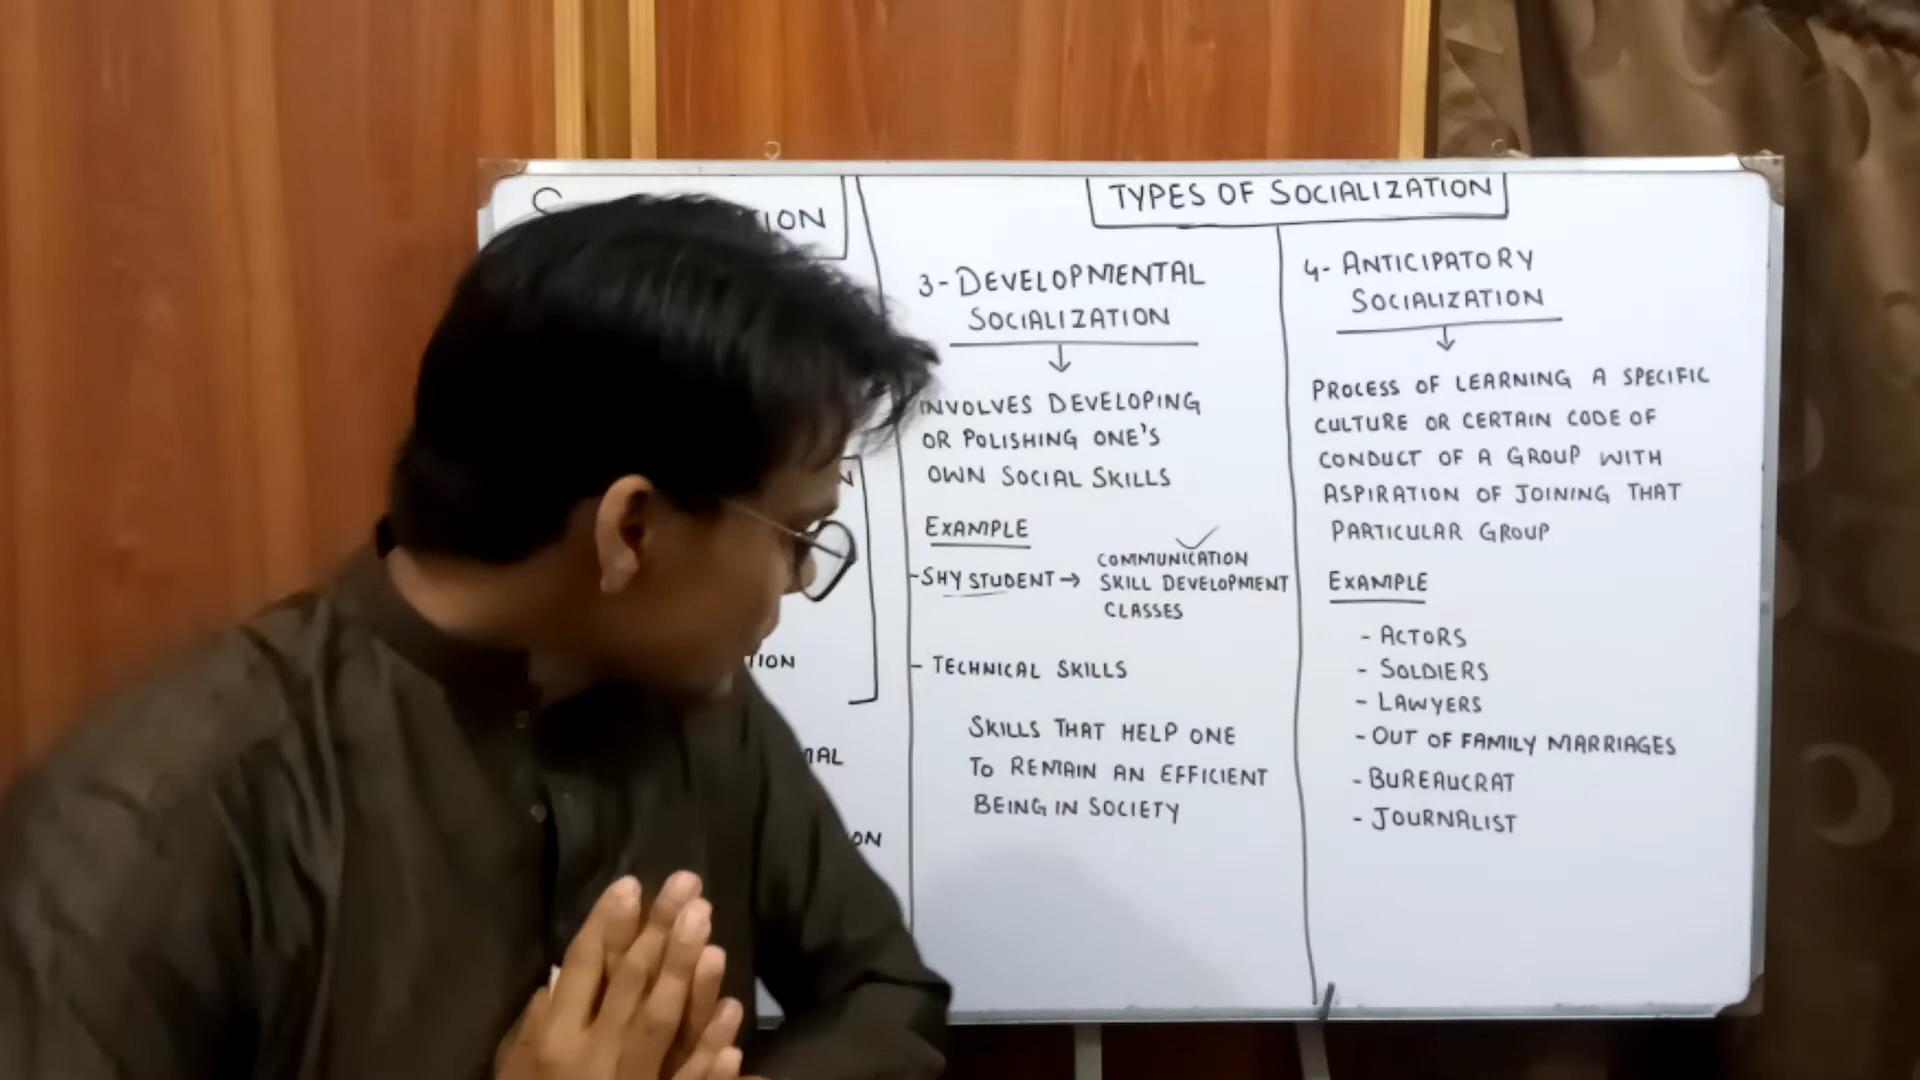 TYPES OF SOCIALIZATION
3- DEVELOPMENTAL
SOCIALIZATION
INVOLVES DEVELOPING
OR POLISHING ONE'S
OWN SOCIAL SKILLS
EXAMPLE
- SHY STUDENT → COMMUNICATION
SKILL DEVELOPMENT
CLASSES
- TECHNICAL SKILLS
SKILLS THAT HELP ONE
TO REMAIN AN EFFICIENT
BEING IN SOCIETY
4- ANTICIPATORY
SOCIALIZATION
PROCESS OF LEARNING A SPECIFIC
CULTURE OR CERTAIN CODE OF
CONDUCT OF A GROUP WITH
ASPIRATION OF JOINING THAT
PARTICULAR GROUP
EXAMPLE
- ACTORS
- SOLDIERS
- LAWYERS
- OUT OF FAMILY MARRIAGES
- BUREAUCRAT
- JOURNALIST